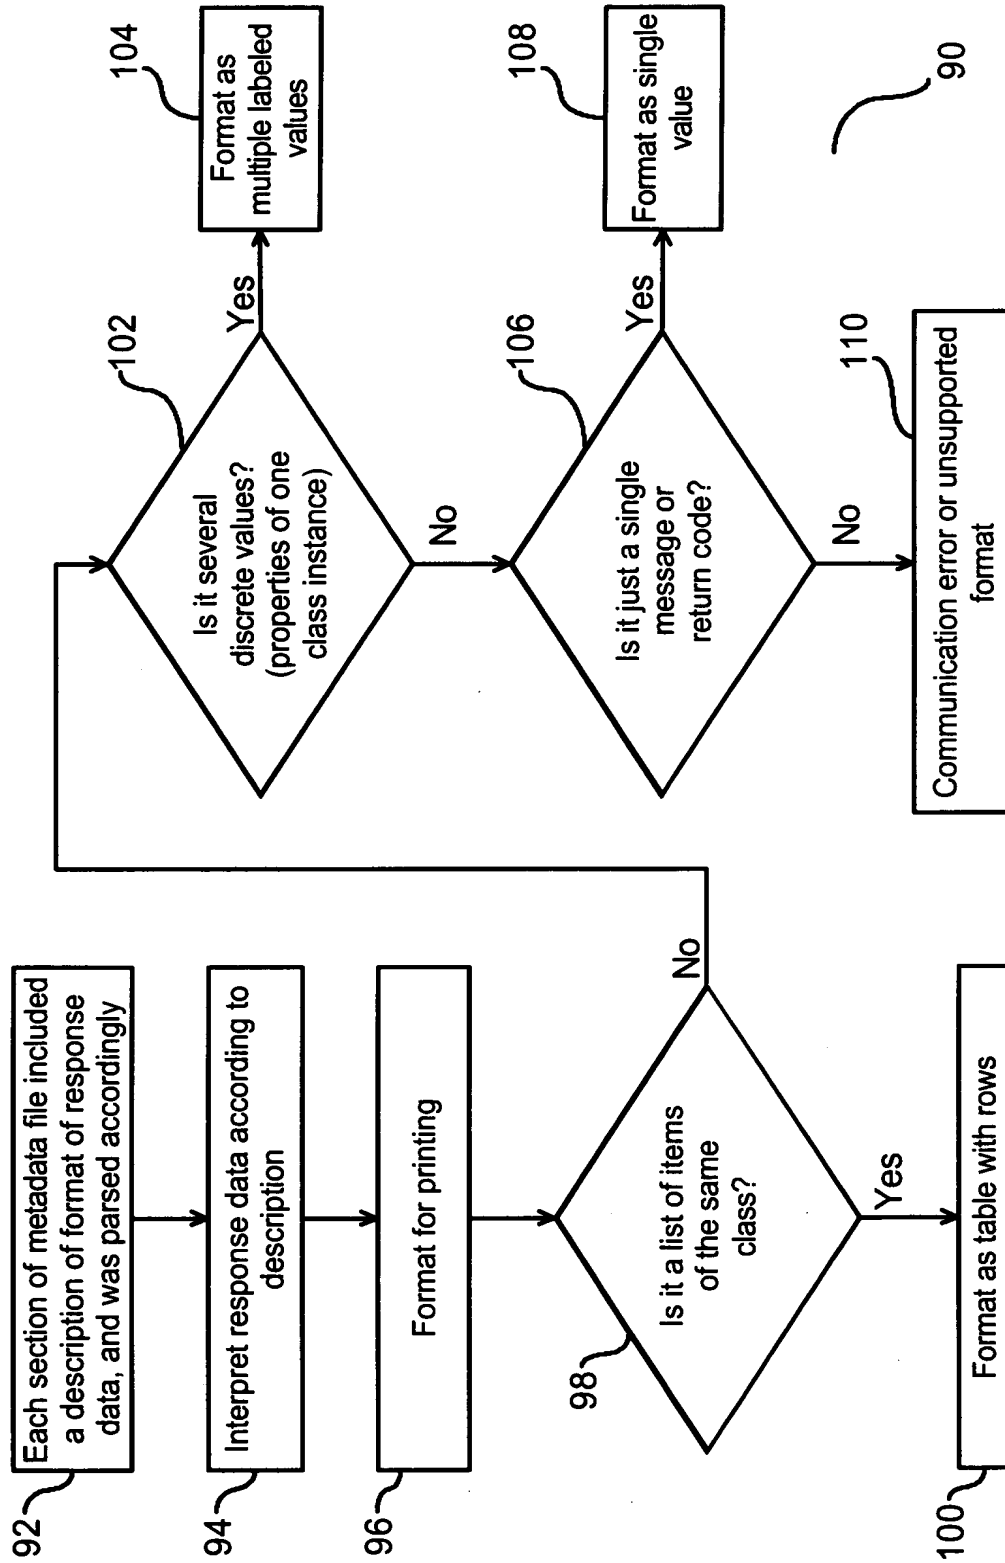 92
Each section of metadata file included
a description of format of response
data, and was parsed accordingly
94
Interpret response data according to
description
96
Format for printing
98
Is it a list of items
of the same
class?
No
Yes
100
Format as table with rows
102
Is it several
discrete values?
(properties of one
class instance)
Yes
104
Format as
multiple labeled
values
No
106
Is it just a single
message or
return code?
Yes
108
Format as single
value
No
110
Communication error or unsupported
format
90